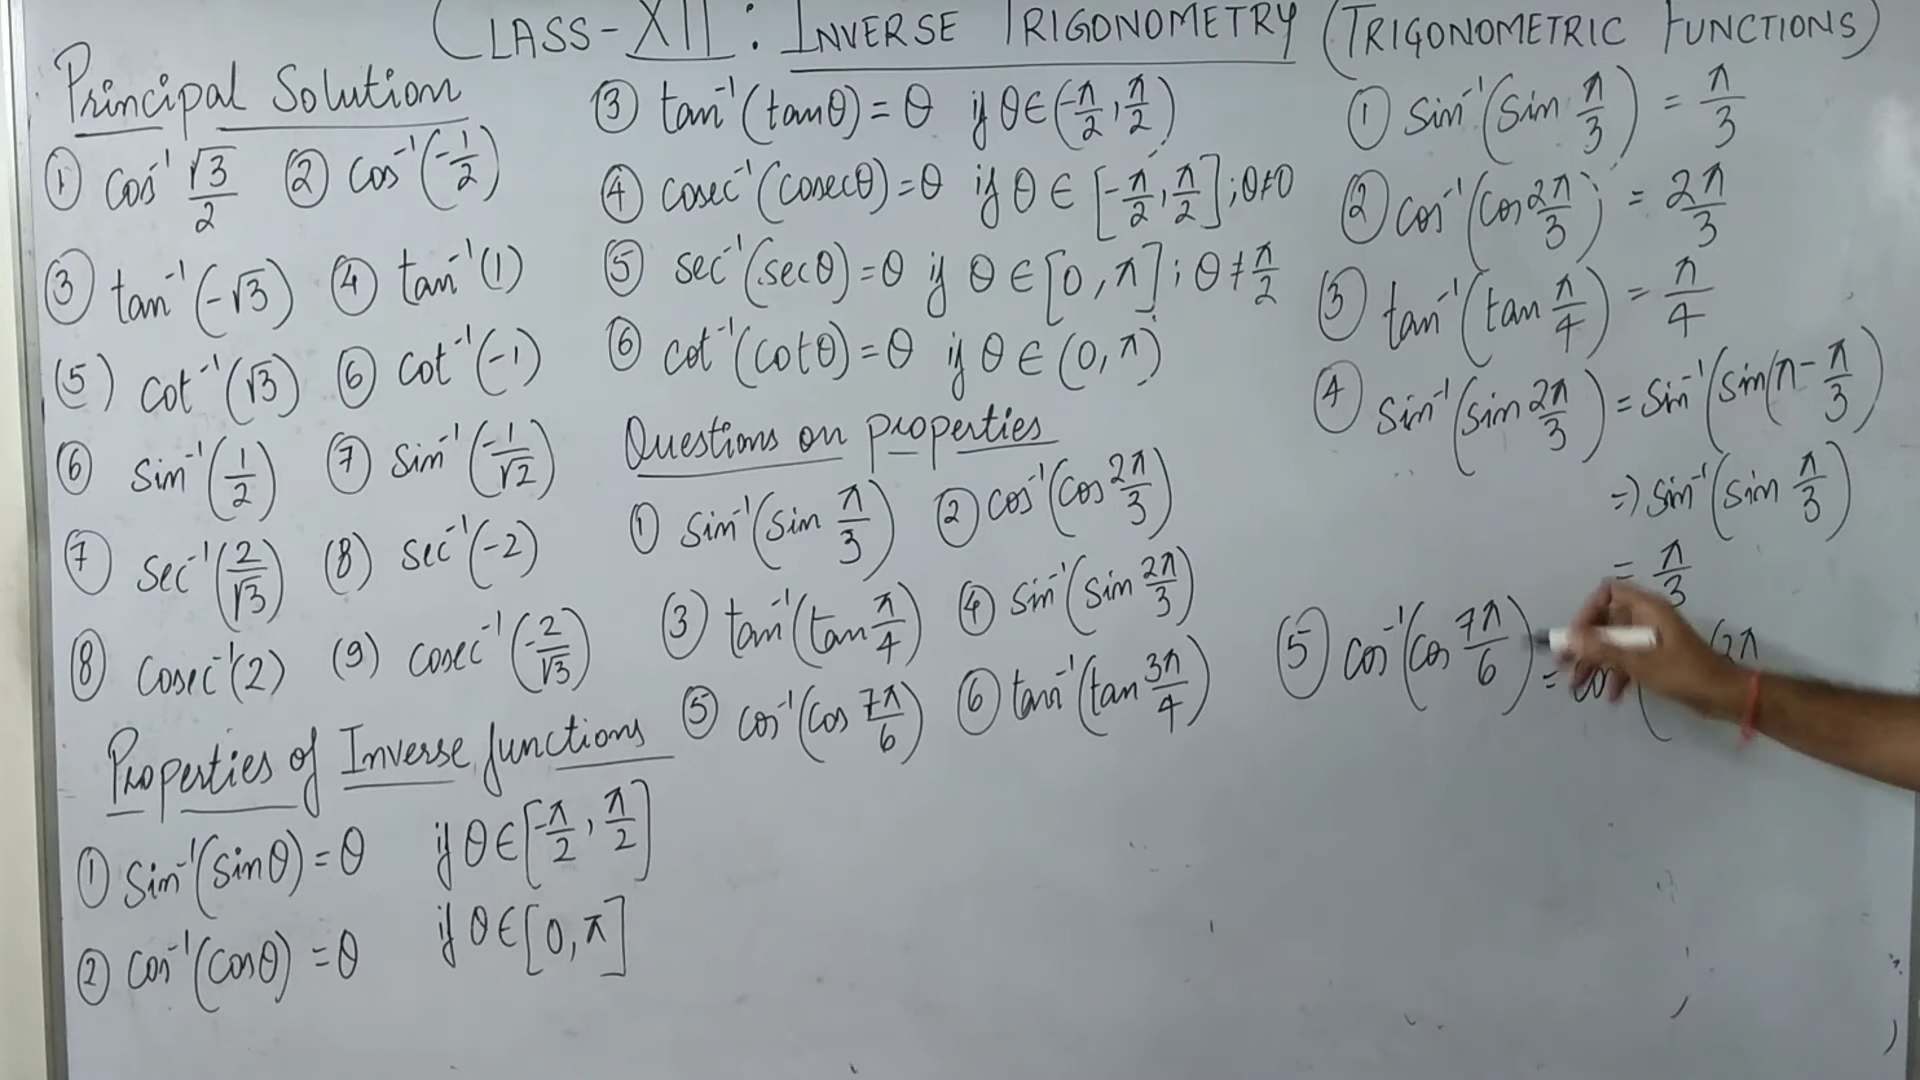 CLASS-XII : INVERSE TRIGONOMETRY (TRIGONOMETRIC FUNCTIONS)
Principal Solution
① cos⁻¹ √3/2 ② cos⁻¹(-1/2)
③ tan⁻¹(-√3) ④ tan⁻¹(1)
(5) cot⁻¹(√3) ⑥ cot⁻¹(-1)
⑥ sin⁻¹(1/2) ⑦ sin⁻¹(-1/√2)
⑦ sec⁻¹(2/√3) (8) sec⁻¹(-2)
⑧ cosec⁻¹(2) (9) cosec⁻¹(-2/√3)
Properties of Inverse functions
① sin⁻¹(sinθ) = θ if θ ∈ [-π/2, π/2]
② cos⁻¹(cosθ) = θ if θ ∈ [0, π]
③ tan⁻¹(tanθ) = θ if θ ∈ (-π/2, π/2)
④ cosec⁻¹(cosecθ) = θ if θ ∈ [-π/2, π/2]; θ≠0
⑤ sec⁻¹(secθ) = θ if θ ∈ [0, π]; θ ≠ π/2
⑥ cot⁻¹(cotθ) = θ if θ ∈ (0, π)
Questions on properties
① sin⁻¹(sin π/3) ② cos⁻¹(cos 2π/3)
③ tan⁻¹(tan π/4) ④ sin⁻¹(sin 2π/3)
⑤ cos⁻¹(cos 7π/6) ⑥ tan⁻¹(tan 3π/4)
① sin⁻¹(sin π/3) = π/3
② cos⁻¹(cos 2π/3) = 2π/3
③ tan⁻¹(tan π/4) = π/4
④ sin⁻¹(sin 2π/3) = sin⁻¹(sin(π - π/3)
⇒ sin⁻¹(sin π/3)
= π/3
⑤ cos⁻¹(cos 7π/6) = cos